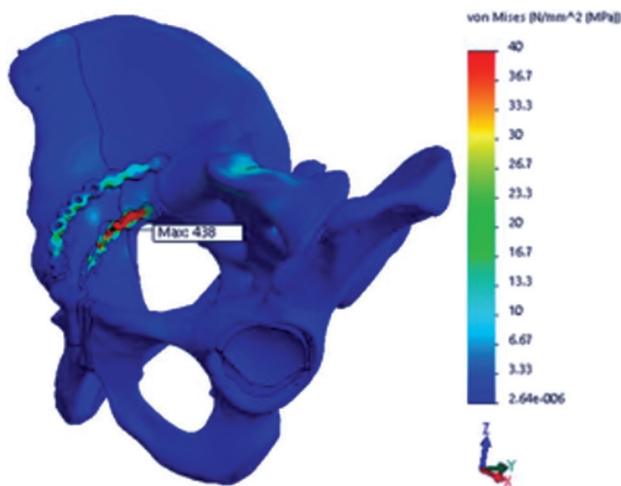 von Mises (N/mm^2 (MPa))
40
36.7
33.3
30
26.7
23.3
20
16.7
13.3
10
6.67
3.33
2.64e-006
Max: 438
Z
Y
X